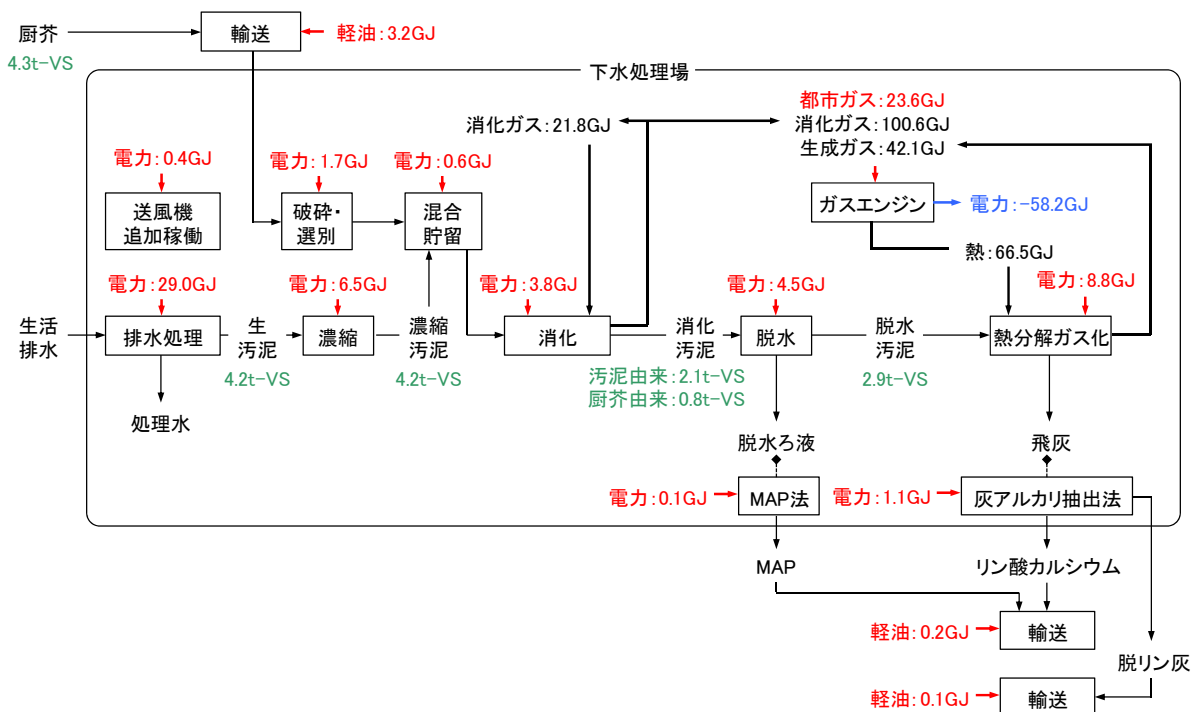 厨芥
4.3t-VS
輸送
軽油：3.2GJ
下水処理場
都市ガス：23.6GJ
消化ガス：21.8GJ
消化ガス：100.6GJ
生成ガス：42.1GJ
電力：0.4GJ
電力：1.7GJ
電力：0.6GJ
送風機
追加稼働
破砕・
選別
混合
貯留
ガスエンジン
電力：-58.2GJ
熱：66.5GJ
電力：29.0GJ
電力：6.5GJ
電力：3.8GJ
電力：4.5GJ
電力：8.8GJ
生活
排水
排水処理
生
汚泥
4.2t-VS
濃縮
濃縮
汚泥
4.2t-VS
消化
消化
汚泥
汚泥由来：2.1t-VS
厨芥由来：0.8t-VS
脱水
脱水
汚泥
2.9t-VS
熱分解ガス化
処理水
脱水ろ液
飛灰
電力：0.1GJ
MAP法
電力：1.1GJ
灰アルカリ抽出法
MAP
リン酸カルシウム
軽油：0.2GJ
輸送
脱リン灰
軽油：0.1GJ
輸送